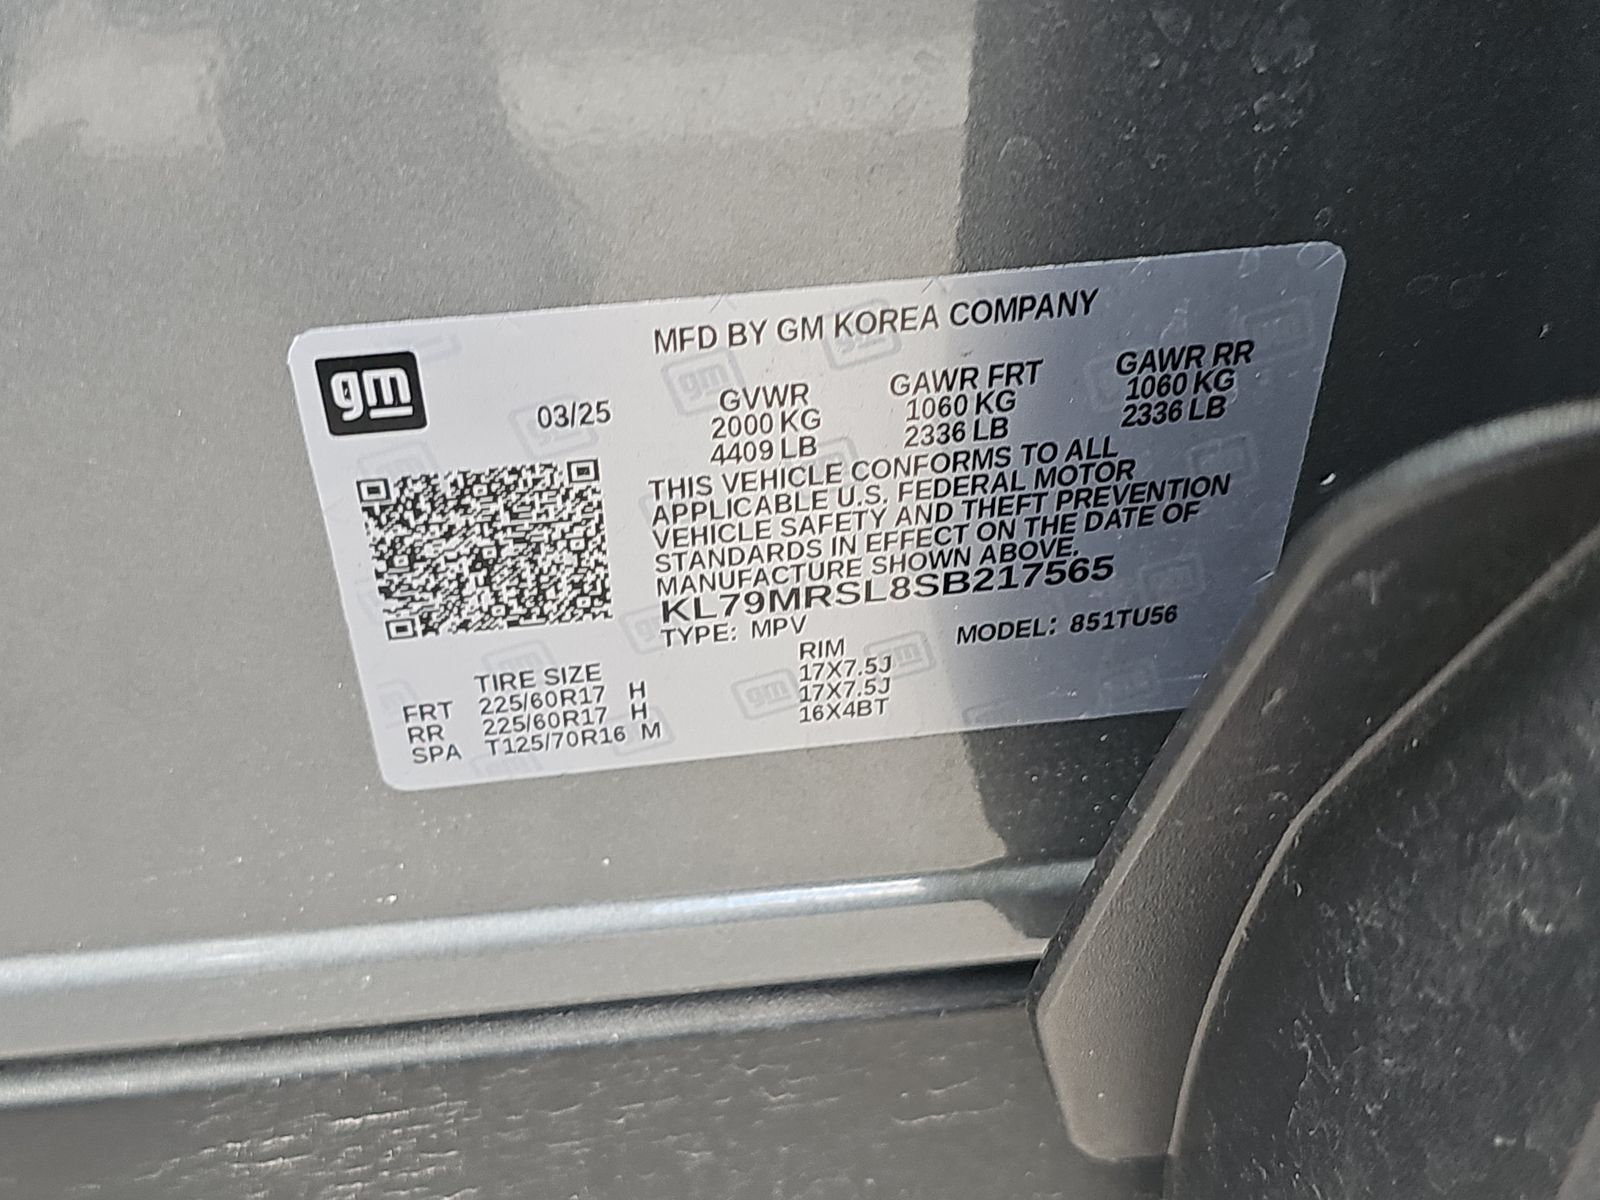 MFD BY GM KOREA COMPANY
gm
03/25
GVWR GAWR FRT GAWR RR
2000 KG 1060 KG 1060 KG
4409 LB 2336 LB 2336 LB
THIS VEHICLE CONFORMS TO ALL
APPLICABLE U.S. FEDERAL MOTOR
VEHICLE SAFETY AND THEFT PREVENTION
STANDARDS IN EFFECT ON THE DATE OF
MANUFACTURE SHOWN ABOVE.
KL79MRSL8SB217565
TYPE: MPV MODEL: 851TU56
TIRE SIZE RIM
FRT 225/60R17 H 17X7.5J
RR 225/60R17 H 17X7.5J
SPA T125/70R16 M 16X4BT